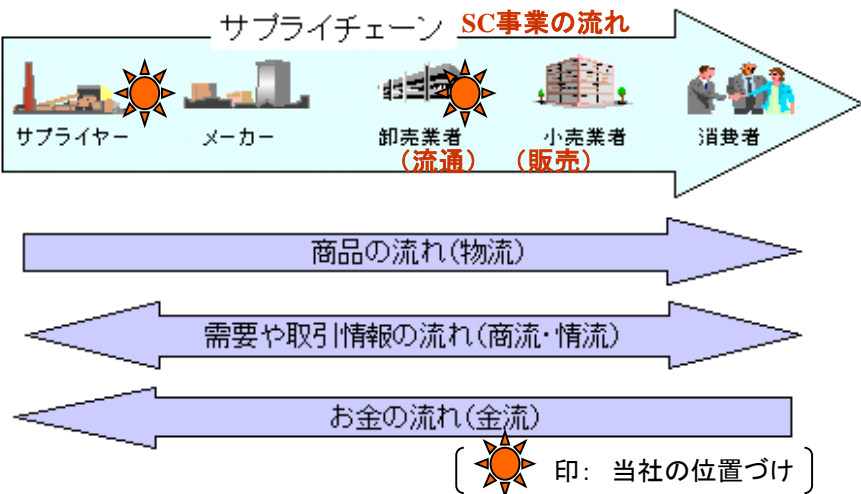 サプライチェーン SC事業の流れ
サプライヤー メーカー 卸売業者 小売業者 消費者
(流通) (販売)
商品の流れ(物流)
需要や取引情報の流れ(商流・情流)
お金の流れ(金流)
印: 当社の位置づけ